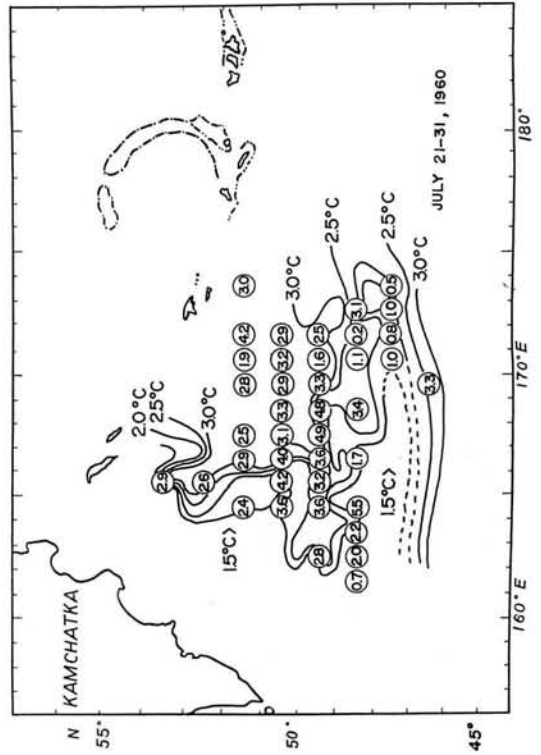 N KAMCHATKA
55°
2.0°C
2.5°C
3.0°C
2.9
2.6
1.5°C>
2.4 2.9 2.5 2.8 1.9 4.2 3.0
50°
3.6 4.2 4.0 3.1 3.3 2.9 3.2 2.9
3.0°C
2.8 3.6 3.2 3.6 4.9 4.8 3.3 1.6 2.5
2.5°C
0.7 2.0 2.2 5.5 1.7 3.4 1.1 0.2 3.1
1.5°C>
1.0 0.8 1.0 0.5
2.5°C
3.0°C
3.3
JULY 21-31, 1960
45°
160°E 170°E 180°